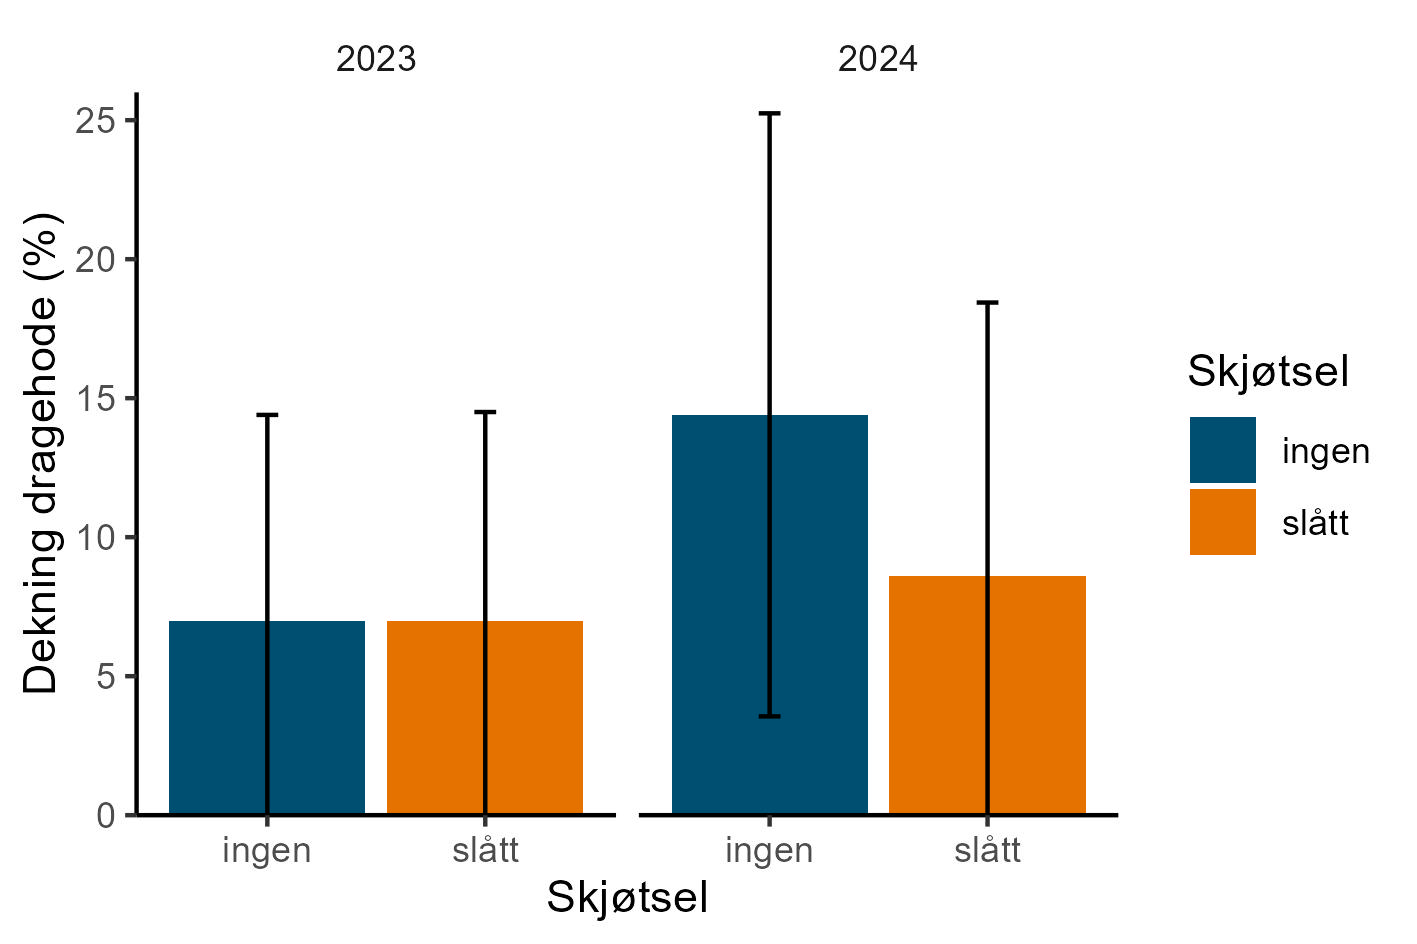 2023
2024
Dekning dragehode (%)
25
20
15
10
5
0
ingen
slått
ingen
slått
Skjøtsel
Skjøtsel
ingen
slått